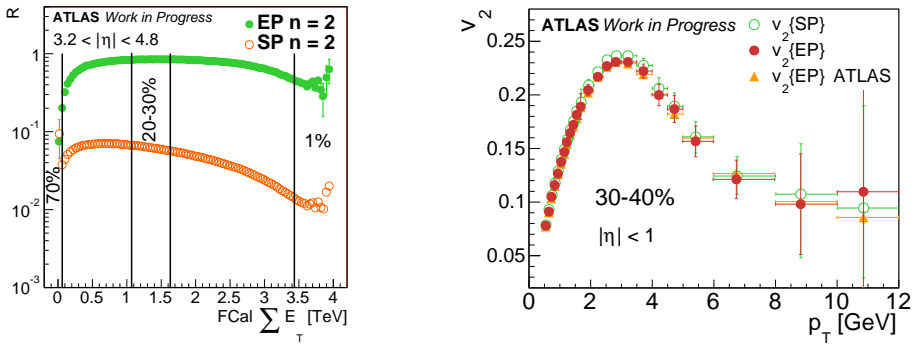 R
ATLAS Work in Progress
EP n = 2
SP n = 2
3.2 < |η| < 4.8
1
10⁻¹
10⁻²
10⁻³
70%
20-30%
1%
0 0.5 1 1.5 2 2.5 3 3.5 4
FCal ∑ E_T [TeV]
v₂
ATLAS Work in Progress
v₂{SP}
v₂{EP}
v₂{EP} ATLAS
0.25
0.2
0.15
0.1
0.05
30-40%
|η| < 1
0 2 4 6 8 10 12
p_T [GeV]